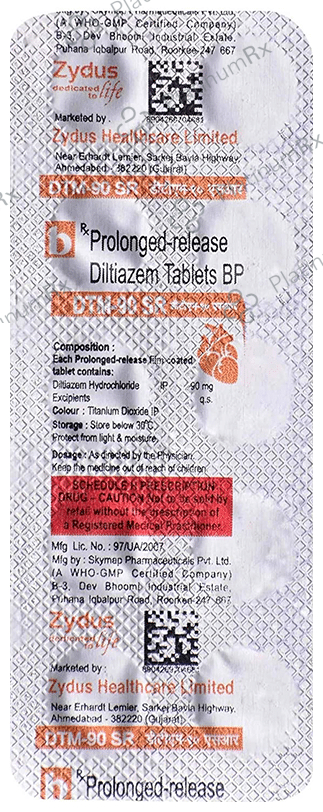 (A WHO-GMP Certified Company)
B-3, Dev Bhoomi Industrial Estate,
Puhana Iqbalpur Road, Roorkee-247 667
Zydus
dedicated
to life
Marketed by :
Zydus Healthcare Limited
Near Erhardt Lemier, Sarkej Bavla Highway,
Ahmedabad - 382220 (Gujarat)
DTM-90 SR
Rx Prolonged-release
Diltiazem Tablets BP
DTM-90 SR
Composition :
Each Prolonged-release film coated
tablet contains:
Diltiazem Hydrochloride IP 90 mg
Excipients q.s.
Colour : Titanium Dioxide IP
Storage : Store below 30°C
Protect from light & moisture.
Dosage : As directed by the Physician.
Keep the medicine out of reach of children
SCHEDULE H PRESCRIPTION
DRUG - CAUTION Not to be sold by
retail without the prescription of
a Registered Medical Practitioner.
Mfg. Lic. No. : 97/UA/2007
Mfg by : Skymap Pharmaceuticals Pvt. Ltd.
(A WHO-GMP Certified Company)
B-3, Dev Bhoomi Industrial Estate,
Puhana Iqbalpur Road, Roorkee-247 667
Zydus
dedicated
to life
Marketed by :
Zydus Healthcare Limited
Near Erhardt Lemier, Sarkej Bavla Highway,
Ahmedabad - 382220 (Gujarat)
DTM-90 SR
Rx Prolonged-release